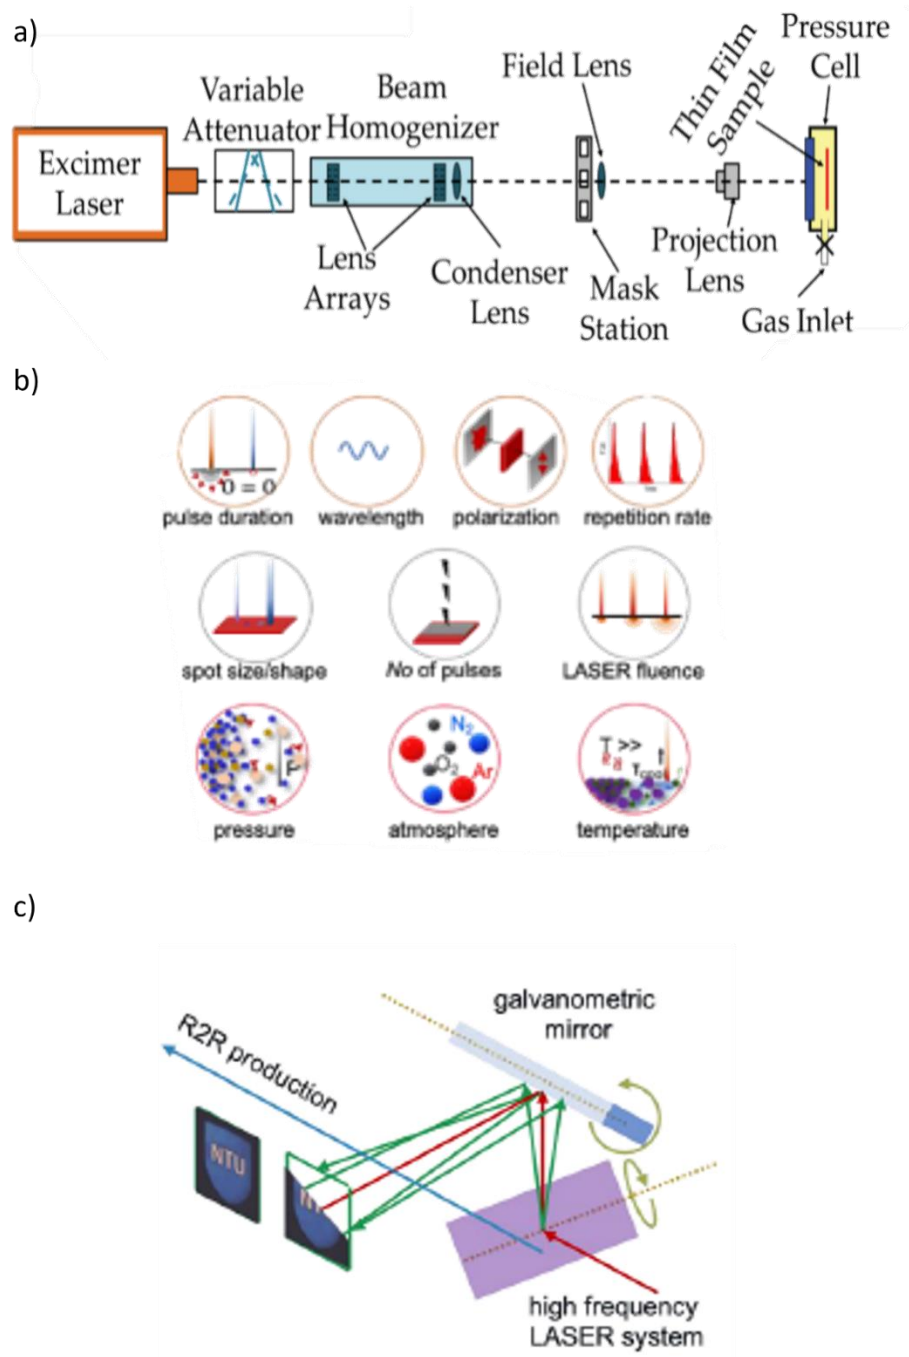 a)
Excimer
Laser
Variable
Attenuator
Beam
Homogenizer
Lens
Arrays
Condenser
Lens
Field Lens
Mask
Station
Projection
Lens
Thin Film
Sample
Pressure
Cell
Gas Inlet
b)
0 = 0
pulse duration
wavelength
polarization
repetition rate
spot size/shape
No of pulses
LASER fluence
pressure
N2
O2
Ar
atmosphere
T >>
temperature
c)
galvanometric
mirror
R2R production
NTU
high frequency
LASER system